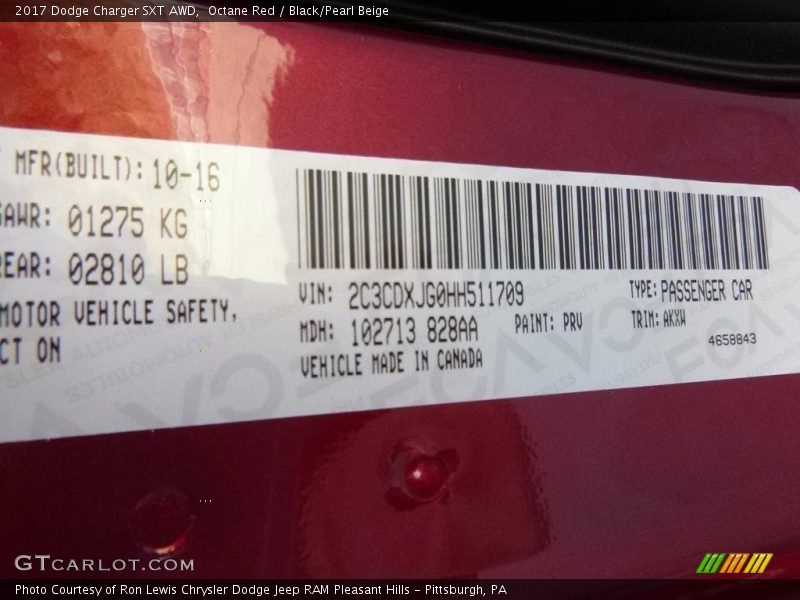 2017 Dodge Charger SXT AWD, Octane Red / Black/Pearl Beige
MFR(BUILT): 10-16
GAWR: 01275 KG
REAR: 02810 LB
MOTOR VEHICLE SAFETY,
CT ON
VIN: 2C3CDXJG0HH511709
TYPE: PASSENGER CAR
MDH: 102713 828AA
PAINT: PRV
TRIM: AKXW
VEHICLE MADE IN CANADA
4658843
GTCARLOT.COM
Photo Courtesy of Ron Lewis Chrysler Dodge Jeep RAM Pleasant Hills - Pittsburgh, PA